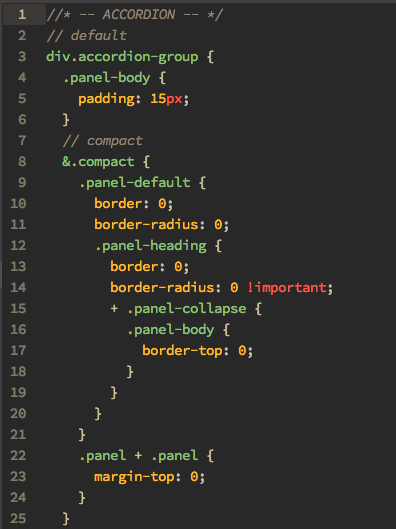 1 //* -- ACCORDION -- */
2 // default
3 div.accordion-group {
4   .panel-body {
5     padding: 15px;
6   }
7   // compact
8   &.compact {
9     .panel-default {
10       border: 0;
11       border-radius: 0;
12       .panel-heading {
13         border: 0;
14         border-radius: 0 !important;
15         + .panel-collapse {
16           .panel-body {
17             border-top: 0;
18           }
19         }
20       }
21     }
22     .panel + .panel {
23       margin-top: 0;
24     }
25   }